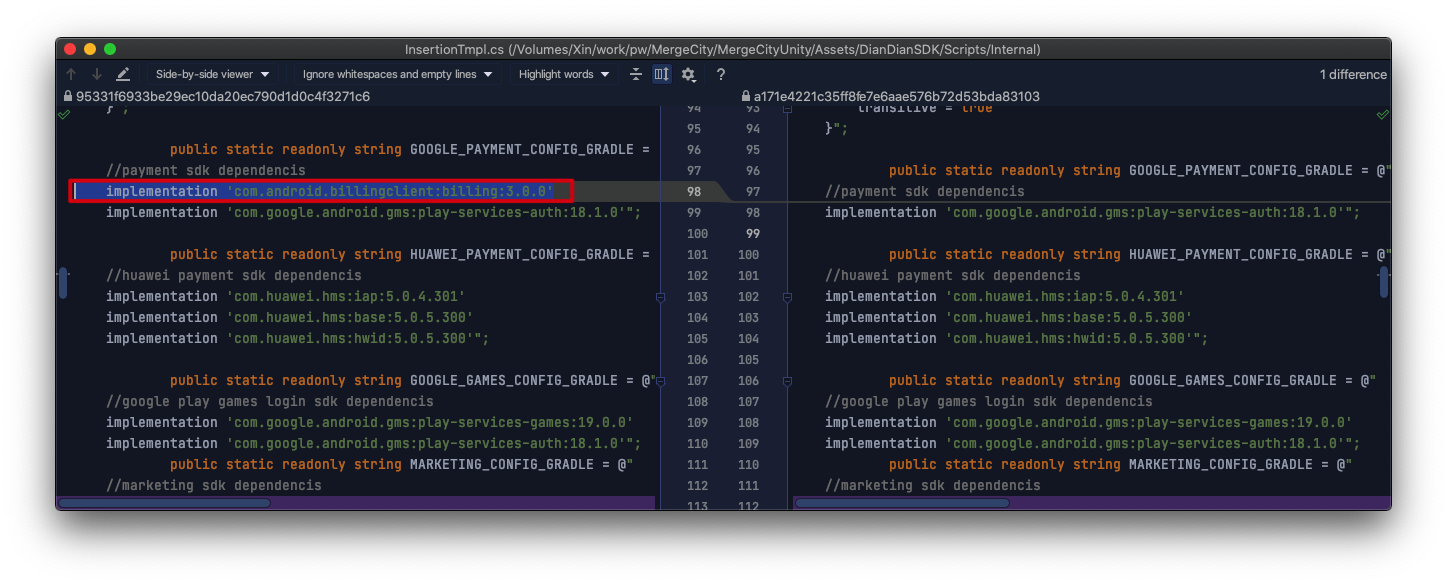 InsertionTmpl.cs (/Volumes/Xin/work/pw/MergeCity/MergeCityUnity/Assets/DianDianSDK/Scripts/Internal)
Side-by-side viewer
Ignore whitespaces and empty lines
Highlight words
?
1 difference
95331f6933be29ec10da20ec790d1d0c4f3271c6
a171e4221c35ff8fe7e6aae576b72d53bda83103
}";
94
95
public static readonly string GOOGLE_PAYMENT_CONFIG_GRADLE =
96
//payment sdk dependencis
97
implementation 'com.android.billingclient:billing:3.0.0'
98
implementation 'com.google.android.gms:play-services-auth:18.1.0'";
99
100
public static readonly string HUAWEI_PAYMENT_CONFIG_GRADLE =
101
//huawei payment sdk dependencis
102
implementation 'com.huawei.hms:iap:5.0.4.301'
103
implementation 'com.huawei.hms:base:5.0.5.300'
104
implementation 'com.huawei.hms:hwid:5.0.5.300'";
105
106
public static readonly string GOOGLE_GAMES_CONFIG_GRADLE = @"
107
//google play games login sdk dependencis
108
implementation 'com.google.android.gms:play-services-games:19.0.0'
109
implementation 'com.google.android.gms:play-services-auth:18.1.0'";
110
public static readonly string MARKETING_CONFIG_GRADLE = @"
111
//marketing sdk dependencis
112
113
93
transitive = true
94
}";
95
96
public static readonly string GOOGLE_PAYMENT_CONFIG_GRADLE = @"
97
//payment sdk dependencis
98
implementation 'com.google.android.gms:play-services-auth:18.1.0'";
99
100
public static readonly string HUAWEI_PAYMENT_CONFIG_GRADLE = @"
101
//huawei payment sdk dependencis
102
implementation 'com.huawei.hms:iap:5.0.4.301'
103
implementation 'com.huawei.hms:base:5.0.5.300'
104
implementation 'com.huawei.hms:hwid:5.0.5.300'";
105
106
public static readonly string GOOGLE_GAMES_CONFIG_GRADLE = @"
107
//google play games login sdk dependencis
108
implementation 'com.google.android.gms:play-services-games:19.0.0'
109
implementation 'com.google.android.gms:play-services-auth:18.1.0'";
110
public static readonly string MARKETING_CONFIG_GRADLE = @"
111
//marketing sdk dependencis
112